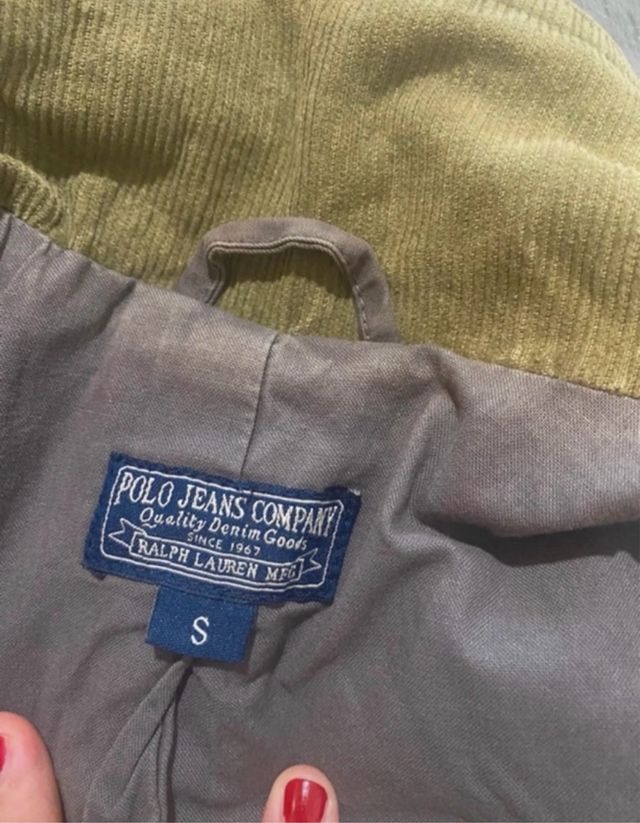 POLO JEANS COMPANY
Quality Denim Goods
SINCE 1967
RALPH LAUREN MFG
S